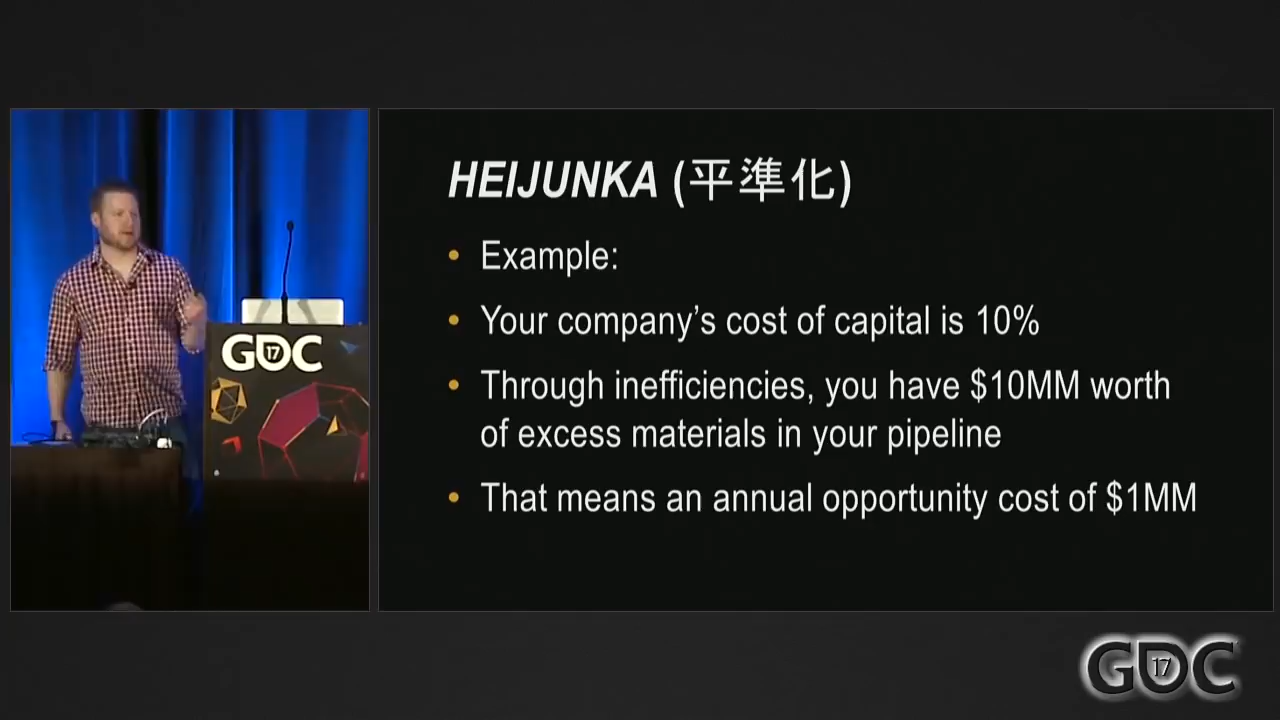 HEIJUNKA (平準化)
• Example:
• Your company's cost of capital is 10%
• Through inefficiencies, you have $10MM worth
of excess materials in your pipeline
• That means an annual opportunity cost of $1MM
GDC
17
GDC
17